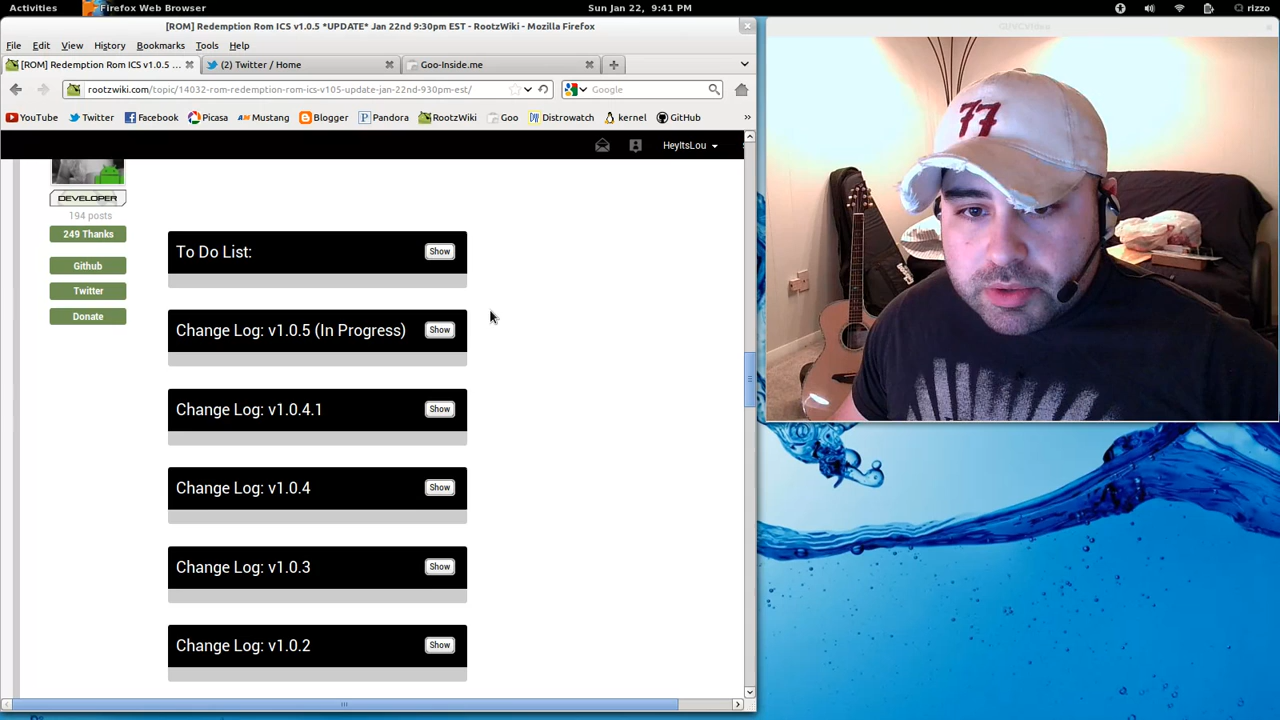 Activities Firefox Web Browser Sun Jan 22, 9:41 PM rizzo
[ROM] Redemption Rom ICS v1.0.5 *UPDATE* Jan 22nd 9:30pm EST - RootzWiki - Mozilla Firefox
File Edit View History Bookmarks Tools Help
[ROM] Redemption Rom ICS v1.0.5 ... (2) Twitter / Home Goo-Inside.me
rootzwiki.com/topic/14032-rom-redemption-rom-ics-v105-update-jan-22nd-930pm-est/ Google
YouTube Twitter Facebook Picasa Mustang Blogger Pandora RootzWiki Goo Distrowatch kernel GitHub »
HeyItsLou
DEVELOPER
194 posts
249 Thanks
Github
Twitter
Donate
To Do List: Show
Change Log: v1.0.5 (In Progress) Show
Change Log: v1.0.4.1 Show
Change Log: v1.0.4 Show
Change Log: v1.0.3 Show
Change Log: v1.0.2 Show
77